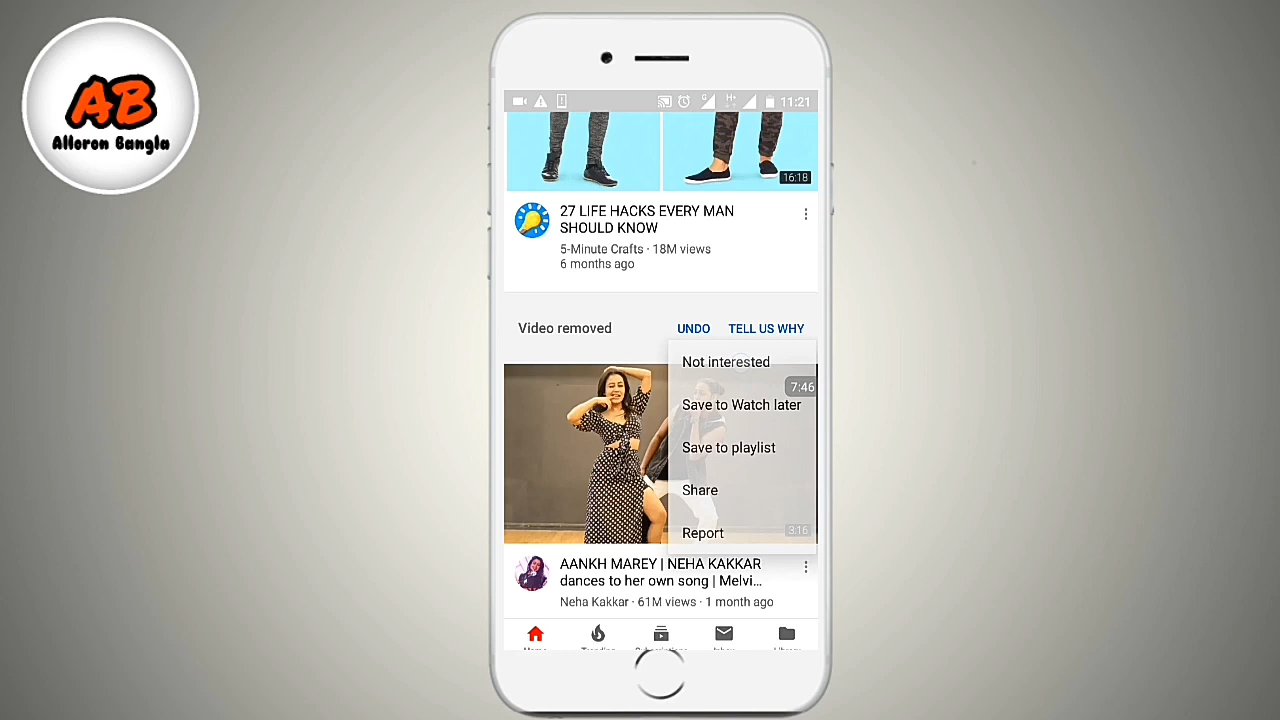 AB
Alloron Bangla
G
H+
11:21
16:18
27 LIFE HACKS EVERY MAN
SHOULD KNOW
5-Minute Crafts · 18M views
6 months ago
Video removed
UNDO
TELL US WHY
Not interested
7:46
Save to Watch later
Save to playlist
Share
Report
3:16
AANKH MAREY | NEHA KAKKAR
dances to her own song | Melvi...
Neha Kakkar · 61M views · 1 month ago